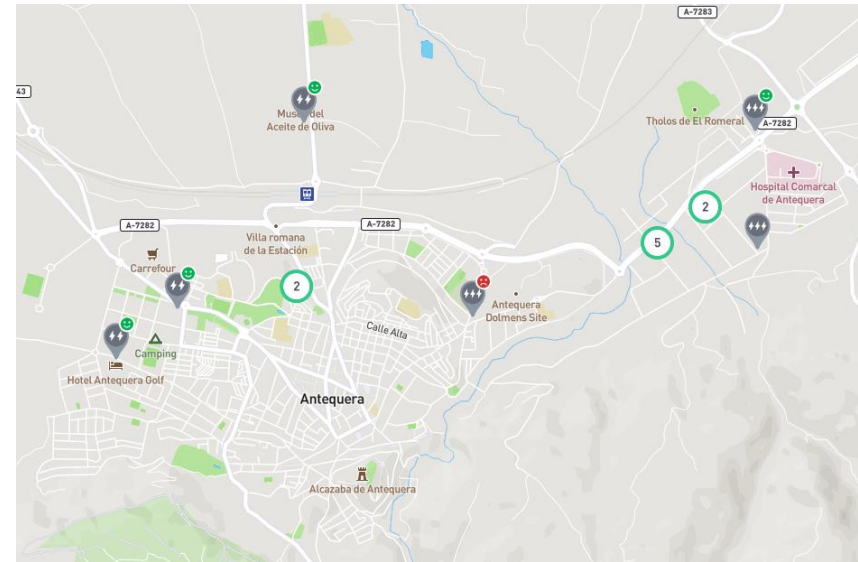 A-7283
43
Museo del
Aceite de Oliva
Tholos de El Romeral
A-7282
Hospital Comarcal
de Antequera
2
A-7282
A-7282
Villa romana
de la Estación
5
Carrefour
2
Antequera
Dolmens Site
Calle Alta
Camping
Hotel Antequera Golf
Antequera
Alcazaba de Antequera